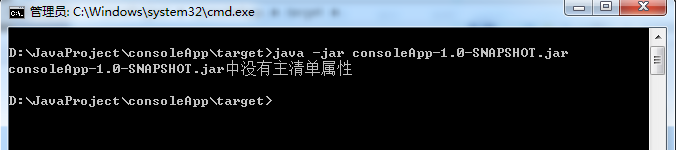 管理员: C:\Windows\system32\cmd.exe
D:\JavaProject\consoleApp\target>java -jar consoleApp-1.0-SNAPSHOT.jar
consoleApp-1.0-SNAPSHOT.jar中没有主清单属性
D:\JavaProject\consoleApp\target>